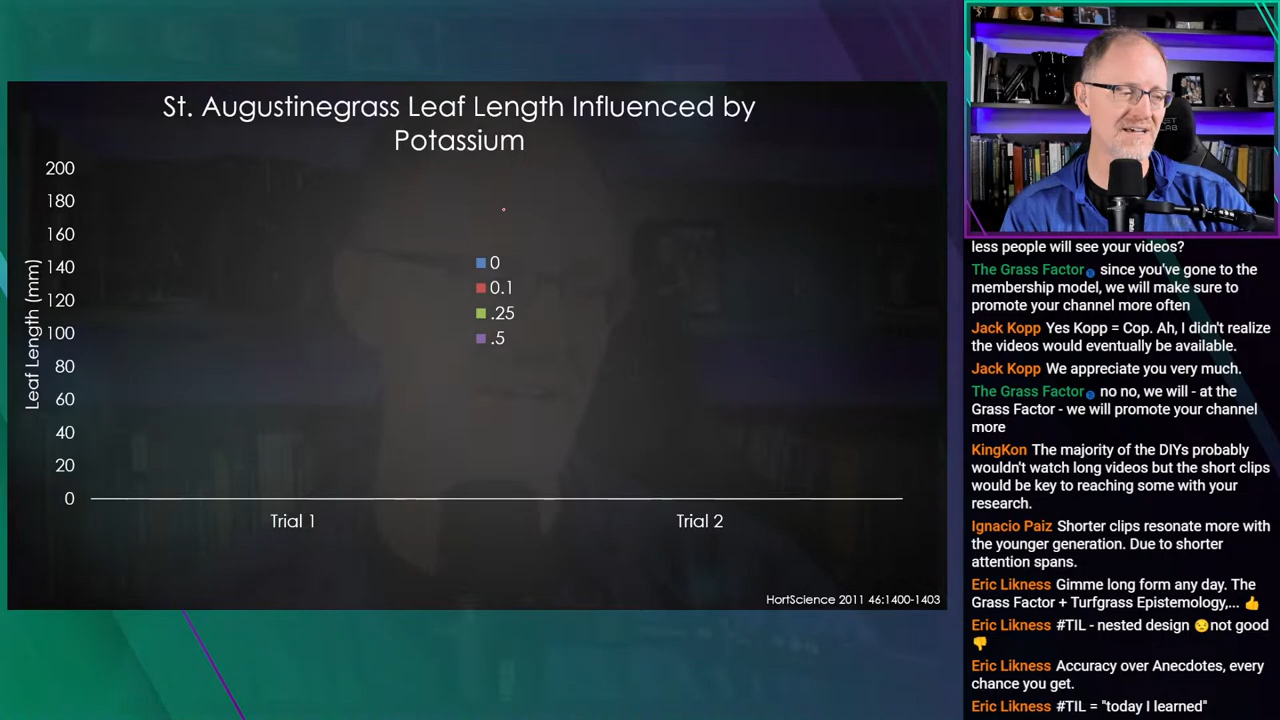 St. Augustinegrass Leaf Length Influenced by
Potassium
200
180
160
140
120
100
80
60
40
20
0
Leaf Length (mm)
0
0.1
.25
.5
Trial 1
Trial 2
HortScience 2011 46:1400-1403
less people will see your videos?
The Grass Factor since you've gone to the
membership model, we will make sure to
promote your channel more often
Jack Kopp Yes Kopp = Cop. Ah, I didn't realize
the videos would eventually be available.
Jack Kopp We appreciate you very much.
The Grass Factor no no, we will - at the
Grass Factor - we will promote your channel
more
KingKon The majority of the DIYs probably
wouldn't watch long videos but the short clips
would be key to reaching some with your
research.
Ignacio Paiz Shorter clips resonate more with
the younger generation. Due to shorter
attention spans.
Eric Likness Gimme long form any day. The
Grass Factor + Turfgrass Epistemology,... 👍
Eric Likness #TIL - nested design 😔not good
👎
Eric Likness Accuracy over Anecdotes, every
chance you get.
Eric Likness #TIL = "today I learned"